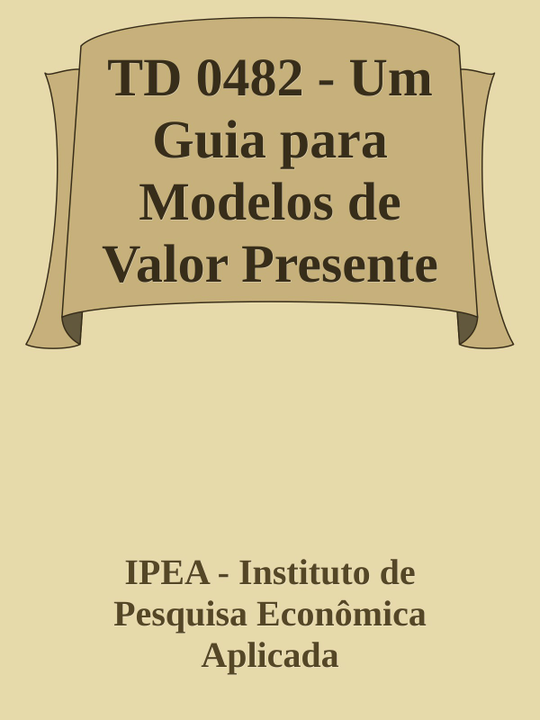 TD 0482 - Um
Guia para
Modelos de
Valor Presente
IPEA - Instituto de
Pesquisa Econômica
Aplicada